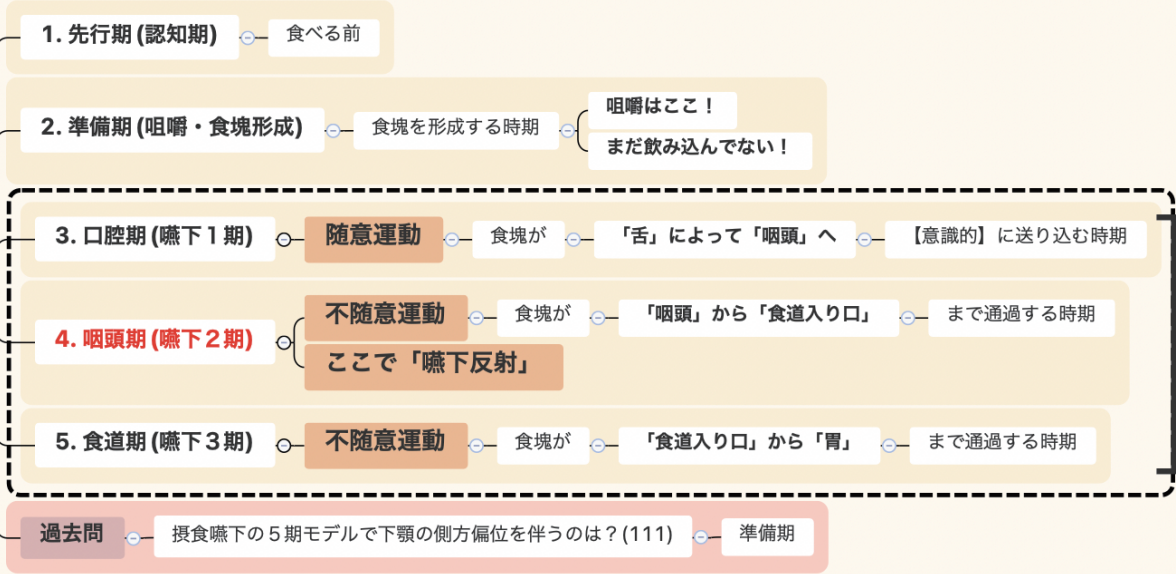 1. 先行期(認知期)
食べる前
2. 準備期(咀嚼・食塊形成)
食塊を形成する時期
咀嚼はここ！
まだ飲み込んでない！
3. 口腔期(嚥下１期)
随意運動
食塊が
「舌」によって「咽頭」へ
【意識的】に送り込む時期
4. 咽頭期(嚥下２期)
不随意運動
食塊が
「咽頭」から「食道入り口」
まで通過する時期
ここで「嚥下反射」
5. 食道期(嚥下３期)
不随意運動
食塊が
「食道入り口」から「胃」
まで通過する時期
過去問
摂食嚥下の５期モデルで下顎の側方偏位を伴うのは？(111)
準備期